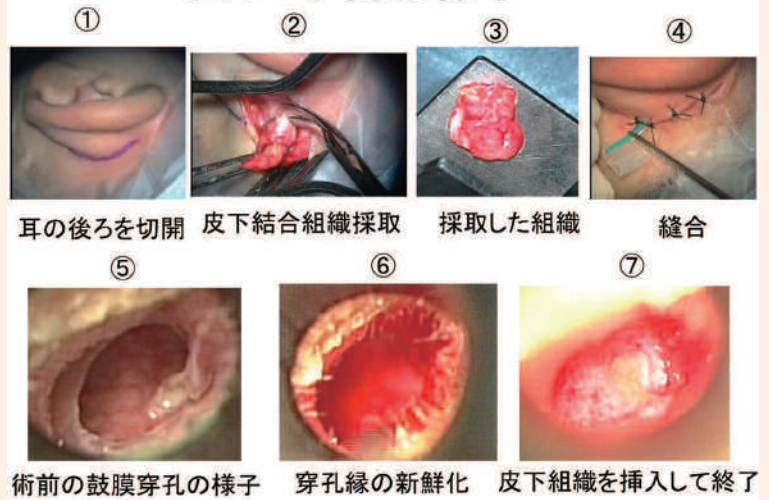 ①
②
③
④
耳の後ろを切開
皮下結合組織採取
採取した組織
縫合
⑤
⑥
⑦
術前の鼓膜穿孔の様子
穿孔縁の新鮮化
皮下組織を挿入して終了